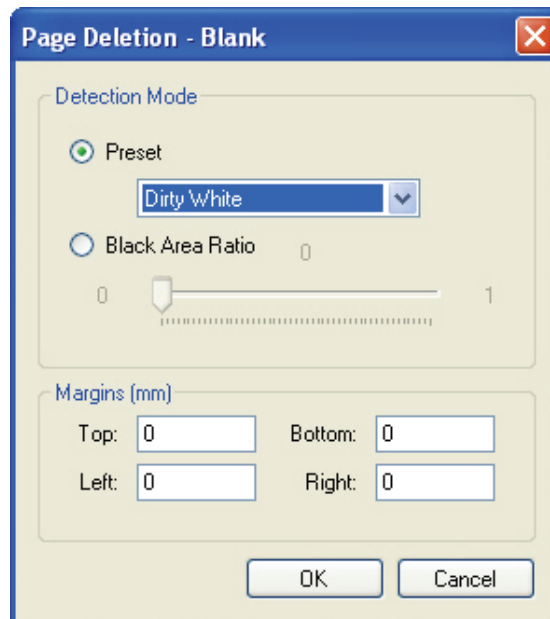 Page Deletion - Blank
Detection Mode
Preset
Dirty White
Black Area Ratio 0
0 1
Margins (mm)
Top: 0 Bottom: 0
Left: 0 Right: 0
OK Cancel